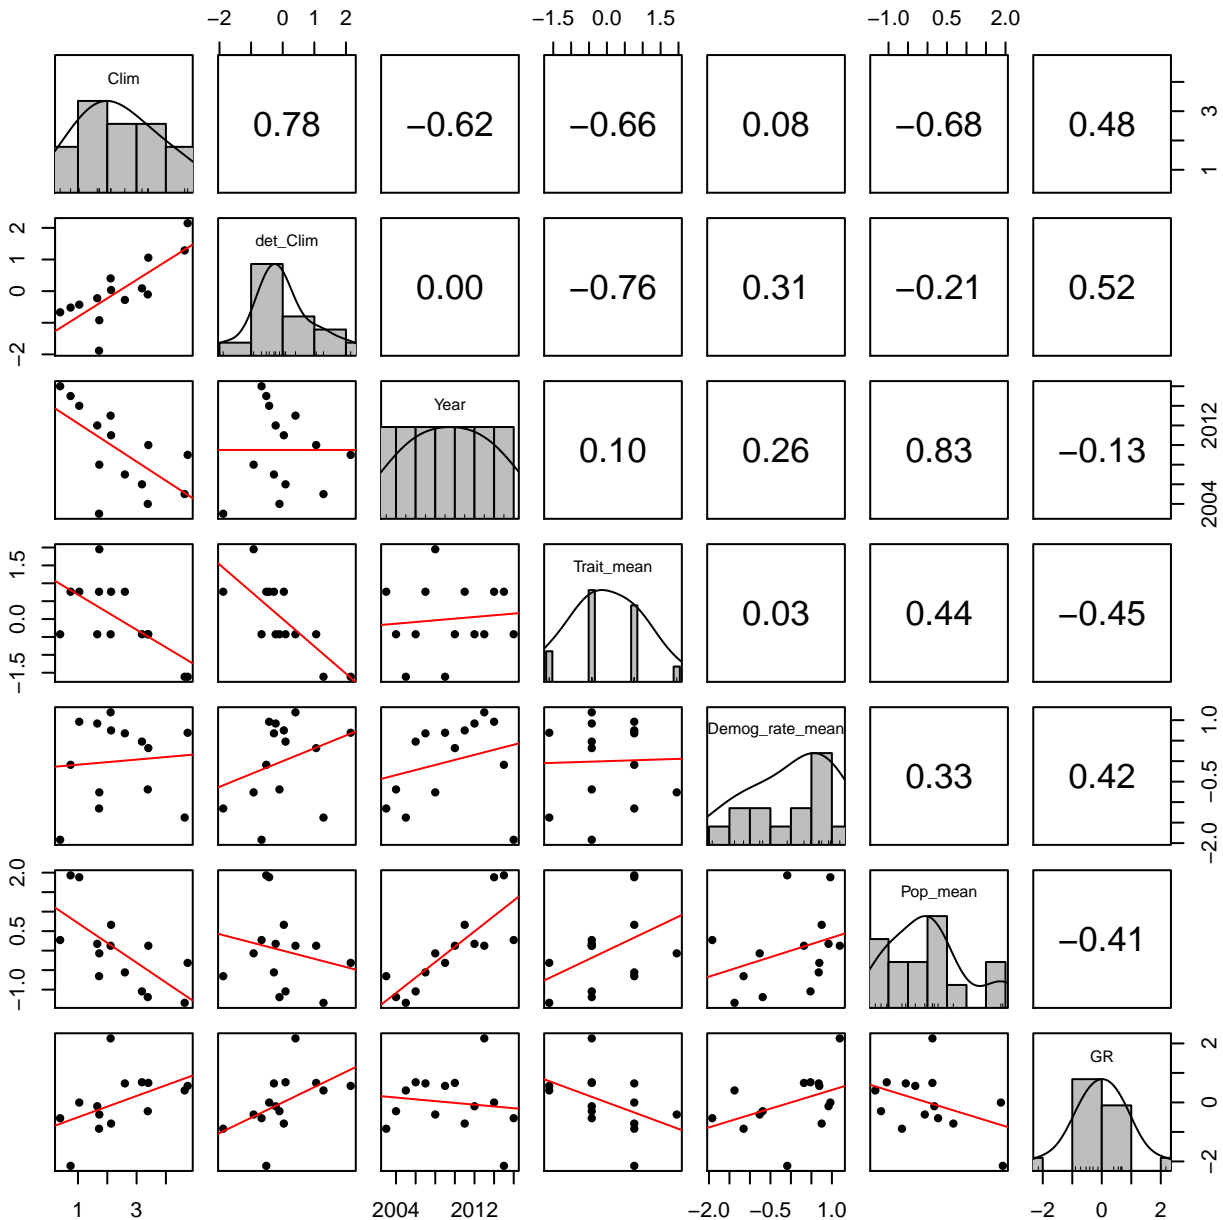 −2 0 1 2 −1.5 0.0 1.5 −1.0 0.5 2.0
Clim 0.78 −0.62 −0.66 0.08 −0.68 0.48 1 3
−2 0 1 2 det_Clim 0.00 −0.76 0.31 −0.21 0.52
Year 0.10 0.26 0.83 −0.13 2004 2012
−1.5 0.0 1.5 Trait_mean 0.03 0.44 −0.45
Demog_rate_mean 0.33 0.42 −2.0 −0.5 1.0
−1.0 0.5 2.0 Pop_mean −0.41
GR −2 0 1 2
1 3 2004 2012 −2.0 −0.5 1.0 −2 0 1 2